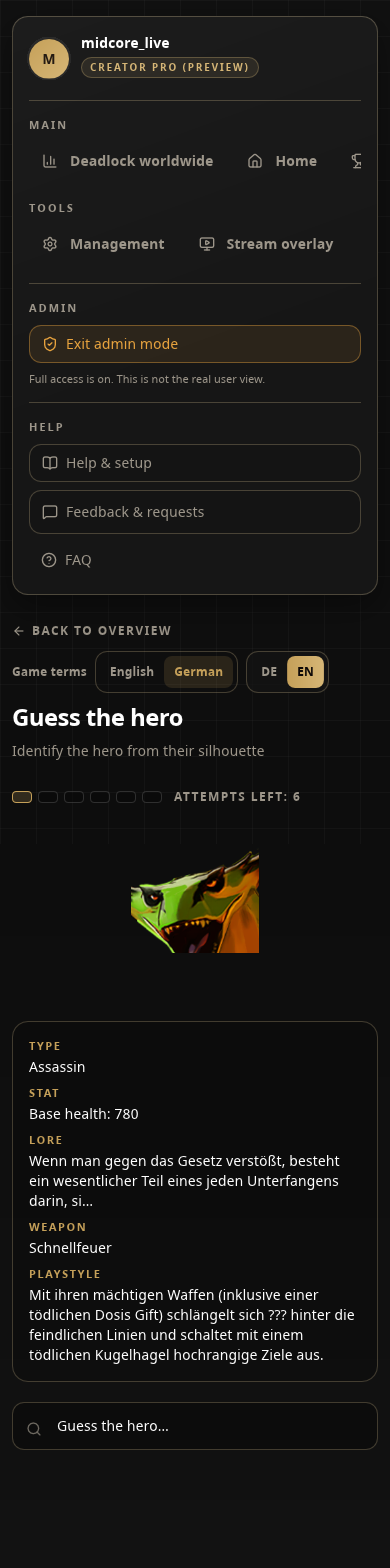 M
midcore_live
CREATOR PRO (PREVIEW)
MAIN
Deadlock worldwide
Home
TOOLS
Management
Stream overlay
ADMIN
Exit admin mode
Full access is on. This is not the real user view.
HELP
Help & setup
Feedback & requests
FAQ
BACK TO OVERVIEW
Game terms
English
German
DE
EN
Guess the hero
Identify the hero from their silhouette
ATTEMPTS LEFT: 6
TYPE
Assassin
STAT
Base health: 780
LORE
Wenn man gegen das Gesetz verstößt, besteht
ein wesentlicher Teil eines jeden Unterfangens
darin, si...
WEAPON
Schnellfeuer
PLAYSTYLE
Mit ihren mächtigen Waffen (inklusive einer
tödlichen Dosis Gift) schlängelt sich ??? hinter die
feindlichen Linien und schaltet mit einem
tödlichen Kugelhagel hochrangige Ziele aus.
Guess the hero...